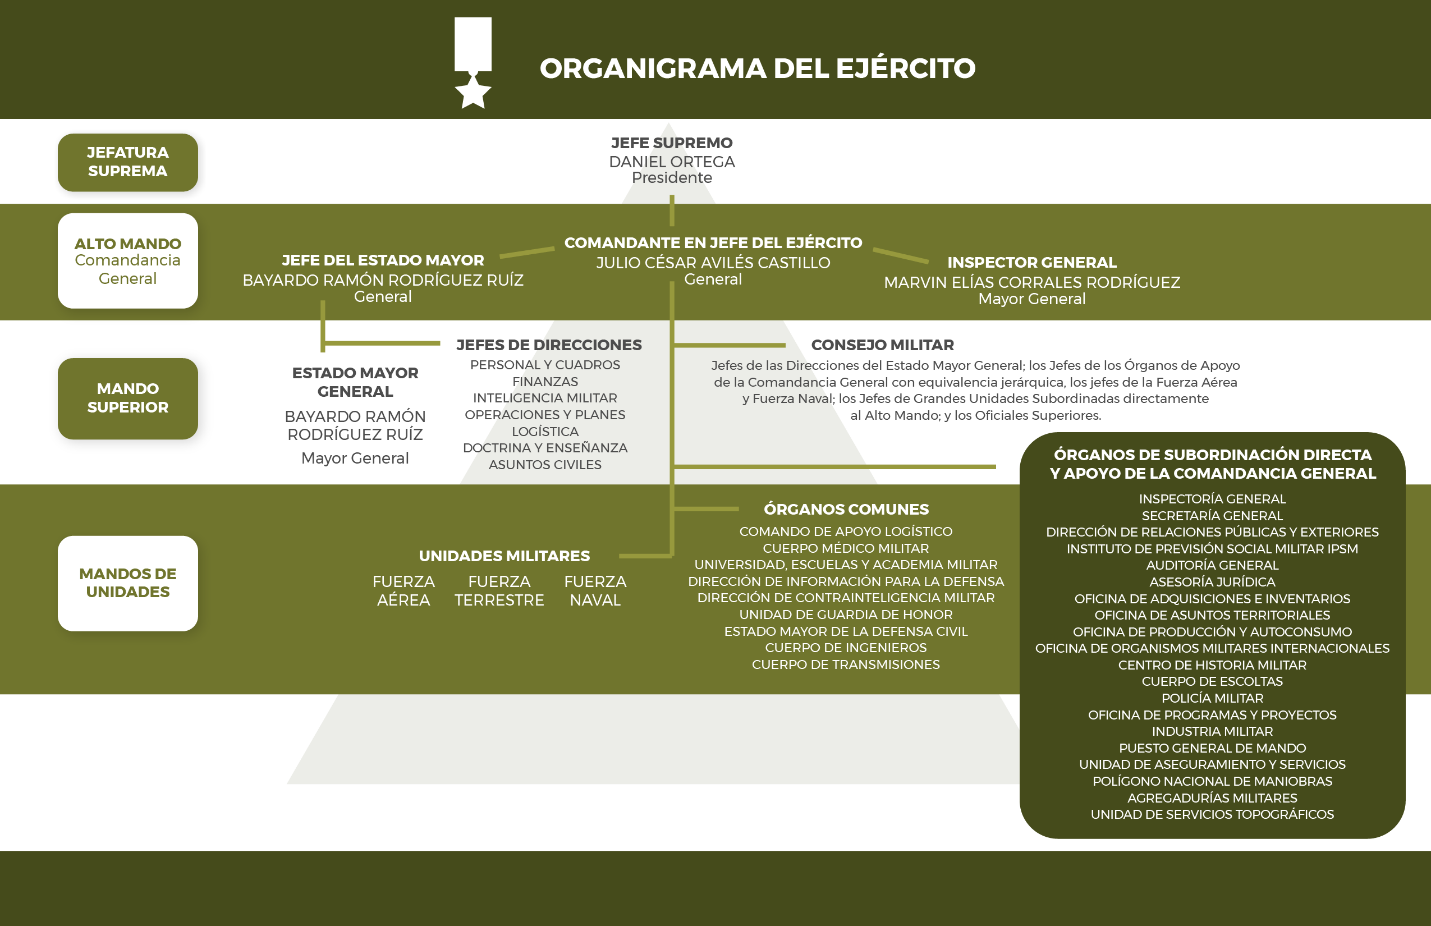 ORGANIGRAMA DEL EJÉRCITO
JEFATURA
SUPREMA
JEFE SUPREMO
DANIEL ORTEGA
Presidente
ALTO MANDO
Comandancia
General
JEFE DEL ESTADO MAYOR
BAYARDO RAMÓN RODRÍGUEZ RUÍZ
General
COMANDANTE EN JEFE DEL EJÉRCITO
JULIO CÉSAR AVILÉS CASTILLO
General
INSPECTOR GENERAL
MARVIN ELÍAS CORRALES RODRÍGUEZ
Mayor General
MANDO
SUPERIOR
ESTADO MAYOR
GENERAL
BAYARDO RAMÓN
RODRÍGUEZ RUÍZ
Mayor General
JEFES DE DIRECCIONES
PERSONAL Y CUADROS
FINANZAS
INTELIGENCIA MILITAR
OPERACIONES Y PLANES
LOGÍSTICA
DOCTRINA Y ENSEÑANZA
ASUNTOS CIVILES
CONSEJO MILITAR
Jefes de las Direcciones del Estado Mayor General; los Jefes de los Órganos de Apoyo
de la Comandancia General con equivalencia jerárquica, los jefes de la Fuerza Aérea
y Fuerza Naval; los Jefes de Grandes Unidades Subordinadas directamente
al Alto Mando; y los Oficiales Superiores.
MANDOS DE
UNIDADES
UNIDADES MILITARES
FUERZA
AÉREA
FUERZA
TERRESTRE
FUERZA
NAVAL
ÓRGANOS COMUNES
COMANDO DE APOYO LOGÍSTICO
CUERPO MÉDICO MILITAR
UNIVERSIDAD, ESCUELAS Y ACADEMIA MILITAR
DIRECCIÓN DE INFORMACIÓN PARA LA DEFENSA
DIRECCIÓN DE CONTRAINTELIGENCIA MILITAR
UNIDAD DE GUARDIA DE HONOR
ESTADO MAYOR DE LA DEFENSA CIVIL
CUERPO DE INGENIEROS
CUERPO DE TRANSMISIONES
ÓRGANOS DE SUBORDINACIÓN DIRECTA
Y APOYO DE LA COMANDANCIA GENERAL
INSPECTORÍA GENERAL
SECRETARÍA GENERAL
DIRECCIÓN DE RELACIONES PÚBLICAS Y EXTERIORES
INSTITUTO DE PREVISIÓN SOCIAL MILITAR IPSM
AUDITORÍA GENERAL
ASESORÍA JURÍDICA
OFICINA DE ADQUISICIONES E INVENTARIOS
OFICINA DE ASUNTOS TERRITORIALES
OFICINA DE PRODUCCIÓN Y AUTOCONSUMO
OFICINA DE ORGANISMOS MILITARES INTERNACIONALES
CENTRO DE HISTORIA MILITAR
CUERPO DE ESCOLTAS
POLICÍA MILITAR
OFICINA DE PROGRAMAS Y PROYECTOS
INDUSTRIA MILITAR
PUESTO GENERAL DE MANDO
UNIDAD DE ASEGURAMIENTO Y SERVICIOS
POLÍGONO NACIONAL DE MANIOBRAS
AGREGADURÍAS MILITARES
UNIDAD DE SERVICIOS TOPOGRÁFICOS